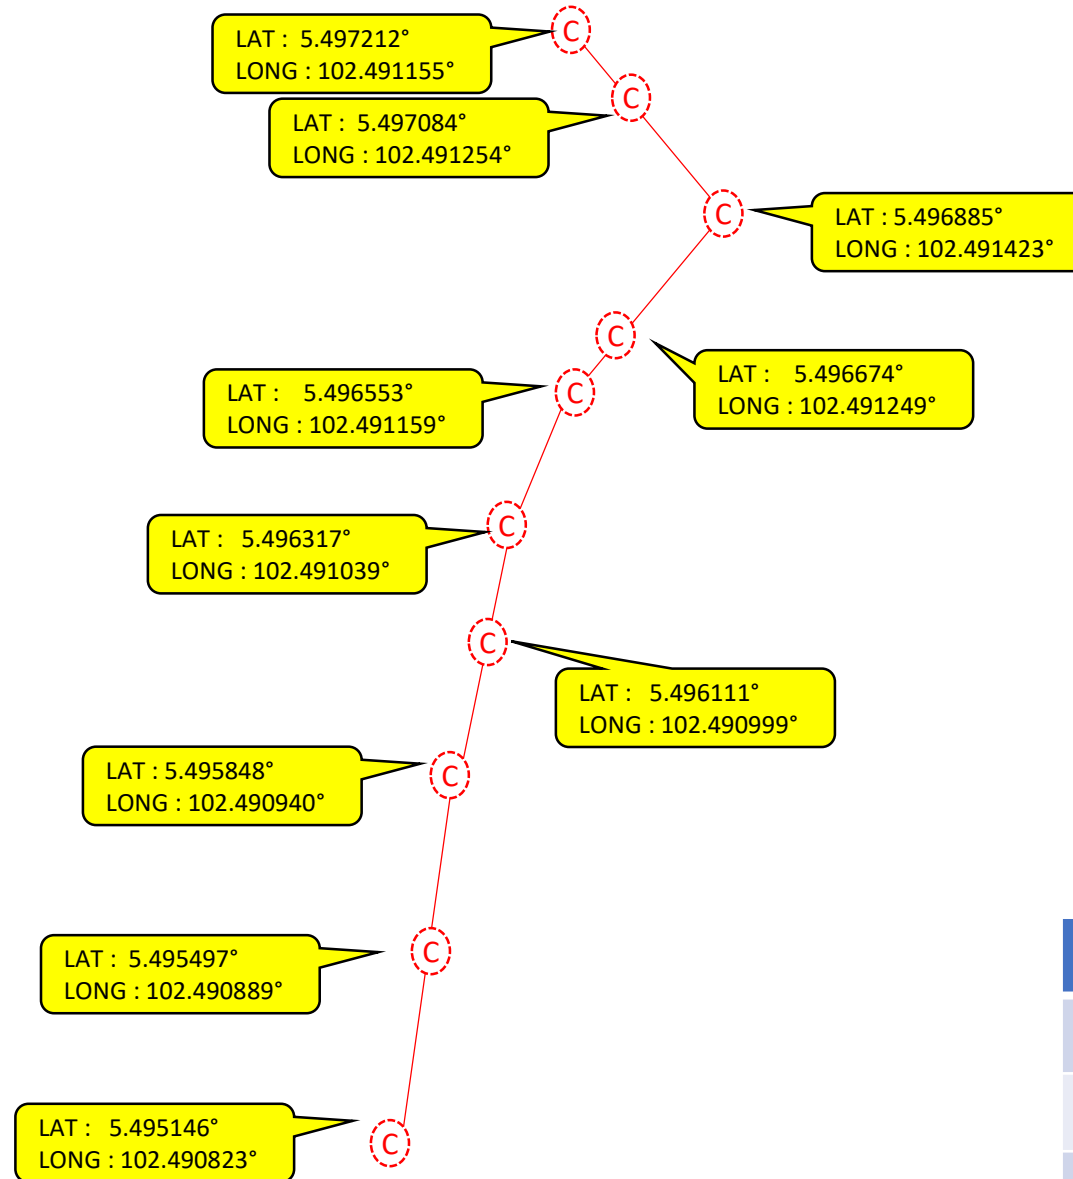 C
LAT :  5.497212°
LONG : 102.491155°
C
LAT :  5.497084°
LONG : 102.491254°
C
LAT : 5.496885°
LONG : 102.491423°
C
LAT :   5.496674°
LONG : 102.491249°
C
LAT :   5.496553°
LONG : 102.491159°
C
LAT :   5.496317°
LONG : 102.491039°
C
LAT :   5.496111°
LONG : 102.490999°
C
LAT : 5.495848°
LONG : 102.490940°
C
LAT :  5.495497°
LONG : 102.490889°
C
LAT :   5.495146°
LONG : 102.490823°